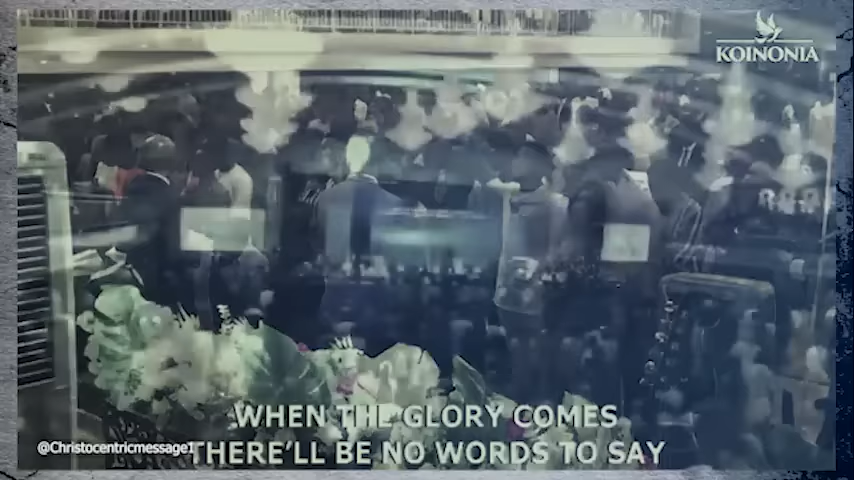 KOINONIA
WHEN THE GLORY COMES
@Christocentricmessage1
THERE'LL BE NO WORDS TO SAY